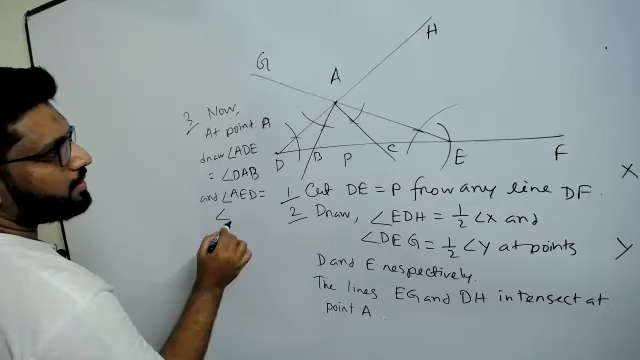 G
H
A
D
B
P
C
E
F
X
Y
1 Cut DE = P from any line DF.
2 Draw, ∠EDH = 1/2 ∠X and
∠DEG = 1/2 ∠Y at points
D and E respectively.
The lines EG and DH intersect at
point A.
3 Now,
At point A
draw ∠ADE
= ∠DAB
and ∠AED =
∠